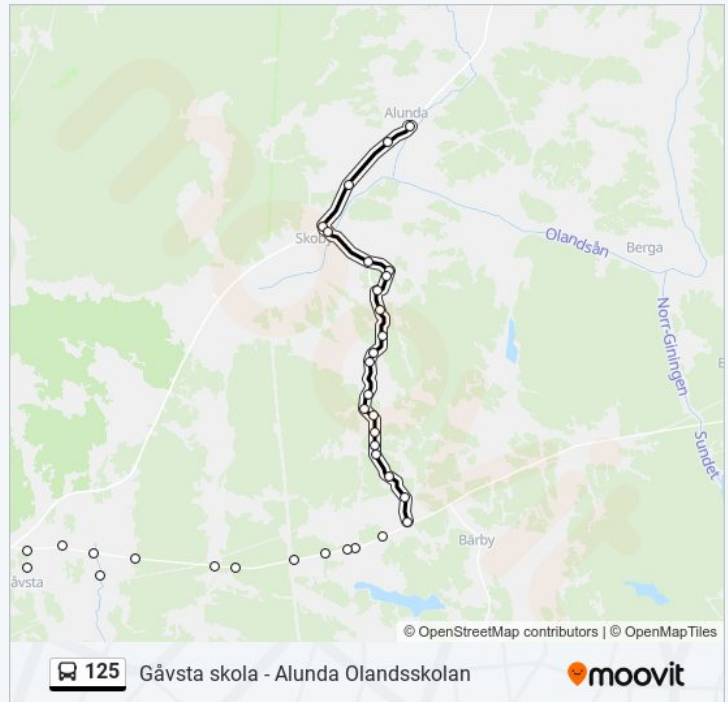 Alunda
Skoby
Olandsån
Berga
Norr-Giningen
Sundet
Bärby
åvsta
© OpenStreetMap contributors | © OpenMapTiles
125
Gåvsta skola - Alunda Olandsskolan
moovit